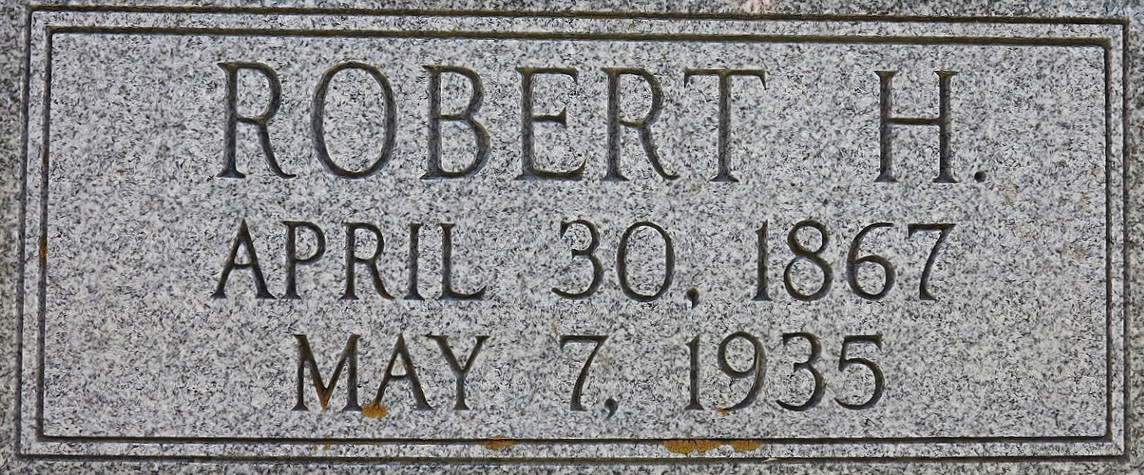 ROBERT H.
APRIL 30, 1867
MAY 7, 1935